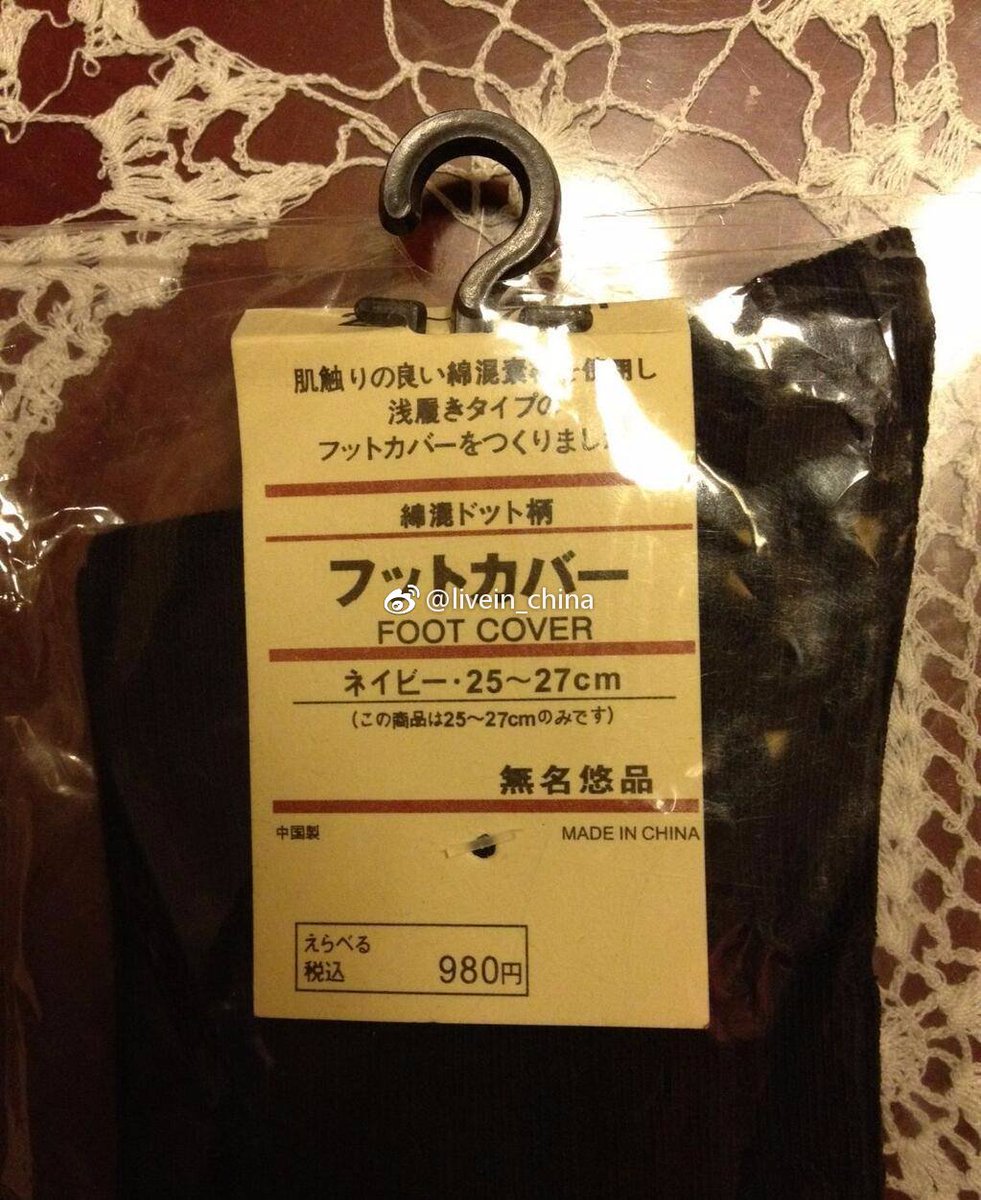 肌触りの良い綿混素材を使用し
浅履きタイプの
フットカバーをつくりまし
綿混ドット柄
フットカバー
@livein_china
FOOT COVER
ネイビー・25～27cm
(この商品は25～27cmのみです)
無名悠品
中国製
MADE IN CHINA
えらべる
税込 980円